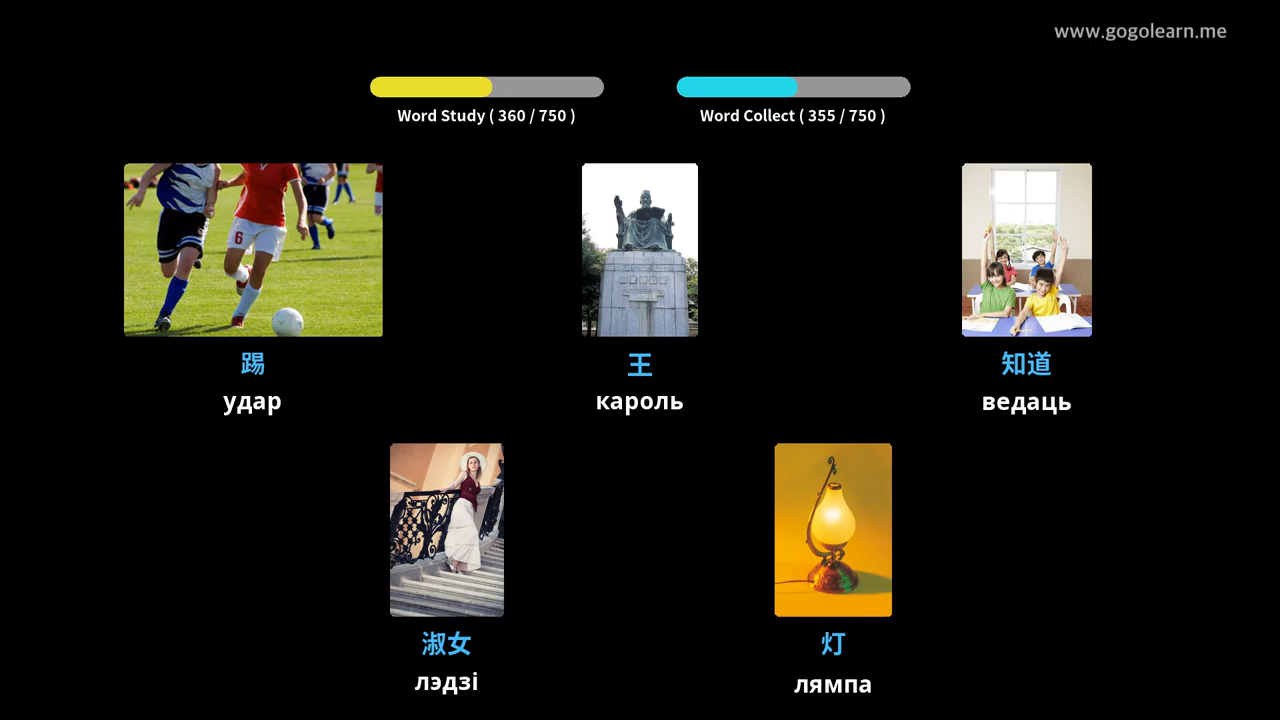 www.gogolearn.me
Word Study ( 360 / 750 )
Word Collect ( 355 / 750 )
6
踢
удар
王
кароль
知道
ведаць
淑女
лэдзі
灯
лямпа